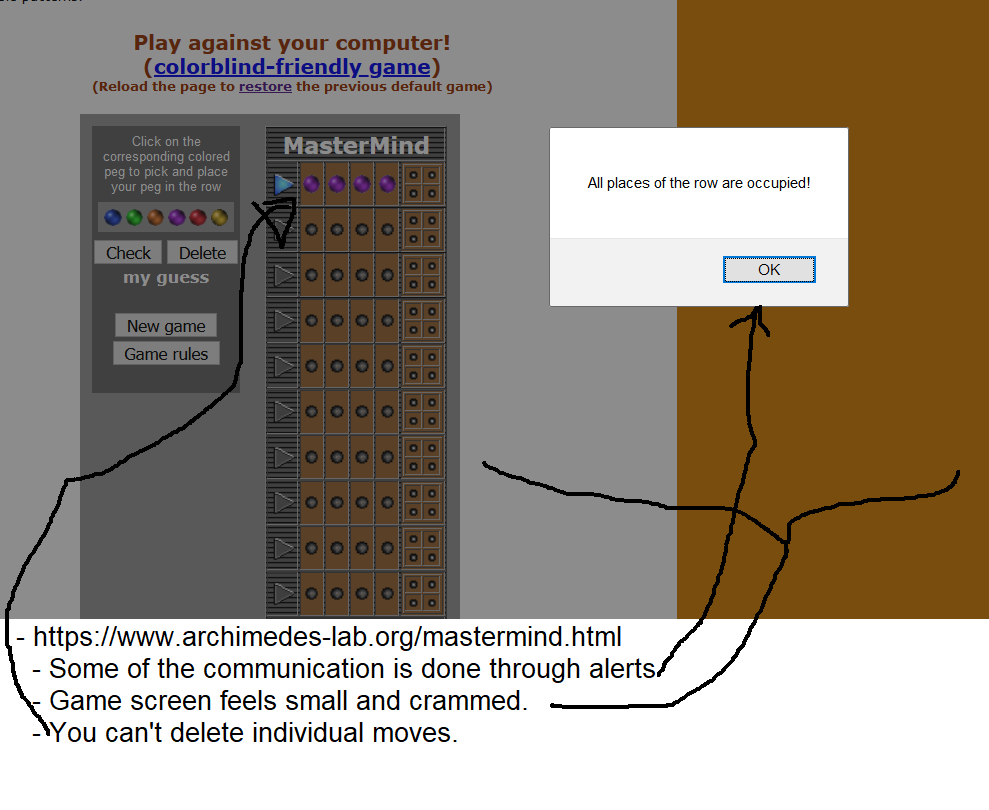 Play against your computer!
(colorblind-friendly game)
(Reload the page to restore the previous default game)
Click on the
corresponding colored
peg to pick and place
your peg in the row
Check Delete
my guess
New game
Game rules
MasterMind
All places of the row are occupied!
OK
- https://www.archimedes-lab.org/mastermind.html
- Some of the communication is done through alerts
- Game screen feels small and crammed.
- You can't delete individual moves.